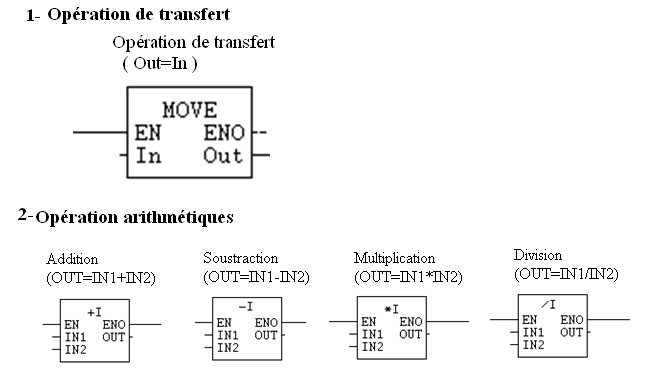 1- Opération de transfert
Opération de transfert
( Out=In )
MOVE
EN ENO
In Out
2-Opération arithmétiques
Addition
(OUT=IN1+IN2)
Soustraction
(OUT=IN1-IN2)
Multiplication
(OUT=IN1*IN2)
Division
(OUT=IN1/IN2)
+I
EN ENO
IN1 OUT
IN2
-I
EN ENO
IN1 OUT
IN2
*I
EN ENO
IN1 OUT
IN2
/I
EN ENO
IN1 OUT
IN2